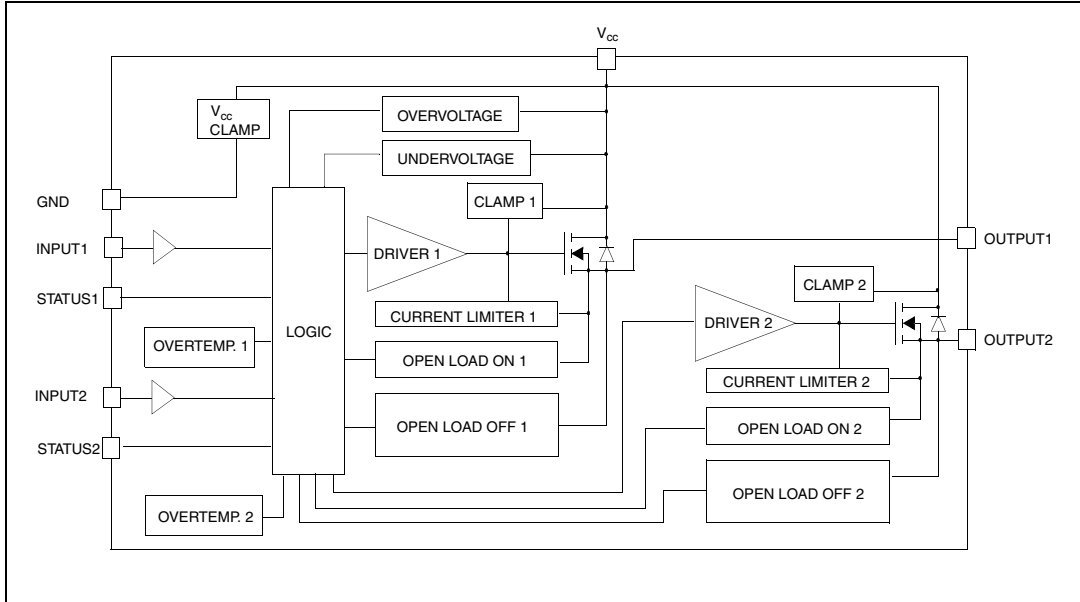 Vcc
Vcc
CLAMP
OVERVOLTAGE
UNDERVOLTAGE
GND
CLAMP 1
INPUT1
DRIVER 1
OUTPUT1
STATUS1
CLAMP 2
CURRENT LIMITER 1
LOGIC
DRIVER 2
OVERTEMP. 1
OPEN LOAD ON 1
OUTPUT2
CURRENT LIMITER 2
INPUT2
OPEN LOAD OFF 1
OPEN LOAD ON 2
STATUS2
OPEN LOAD OFF 2
OVERTEMP. 2